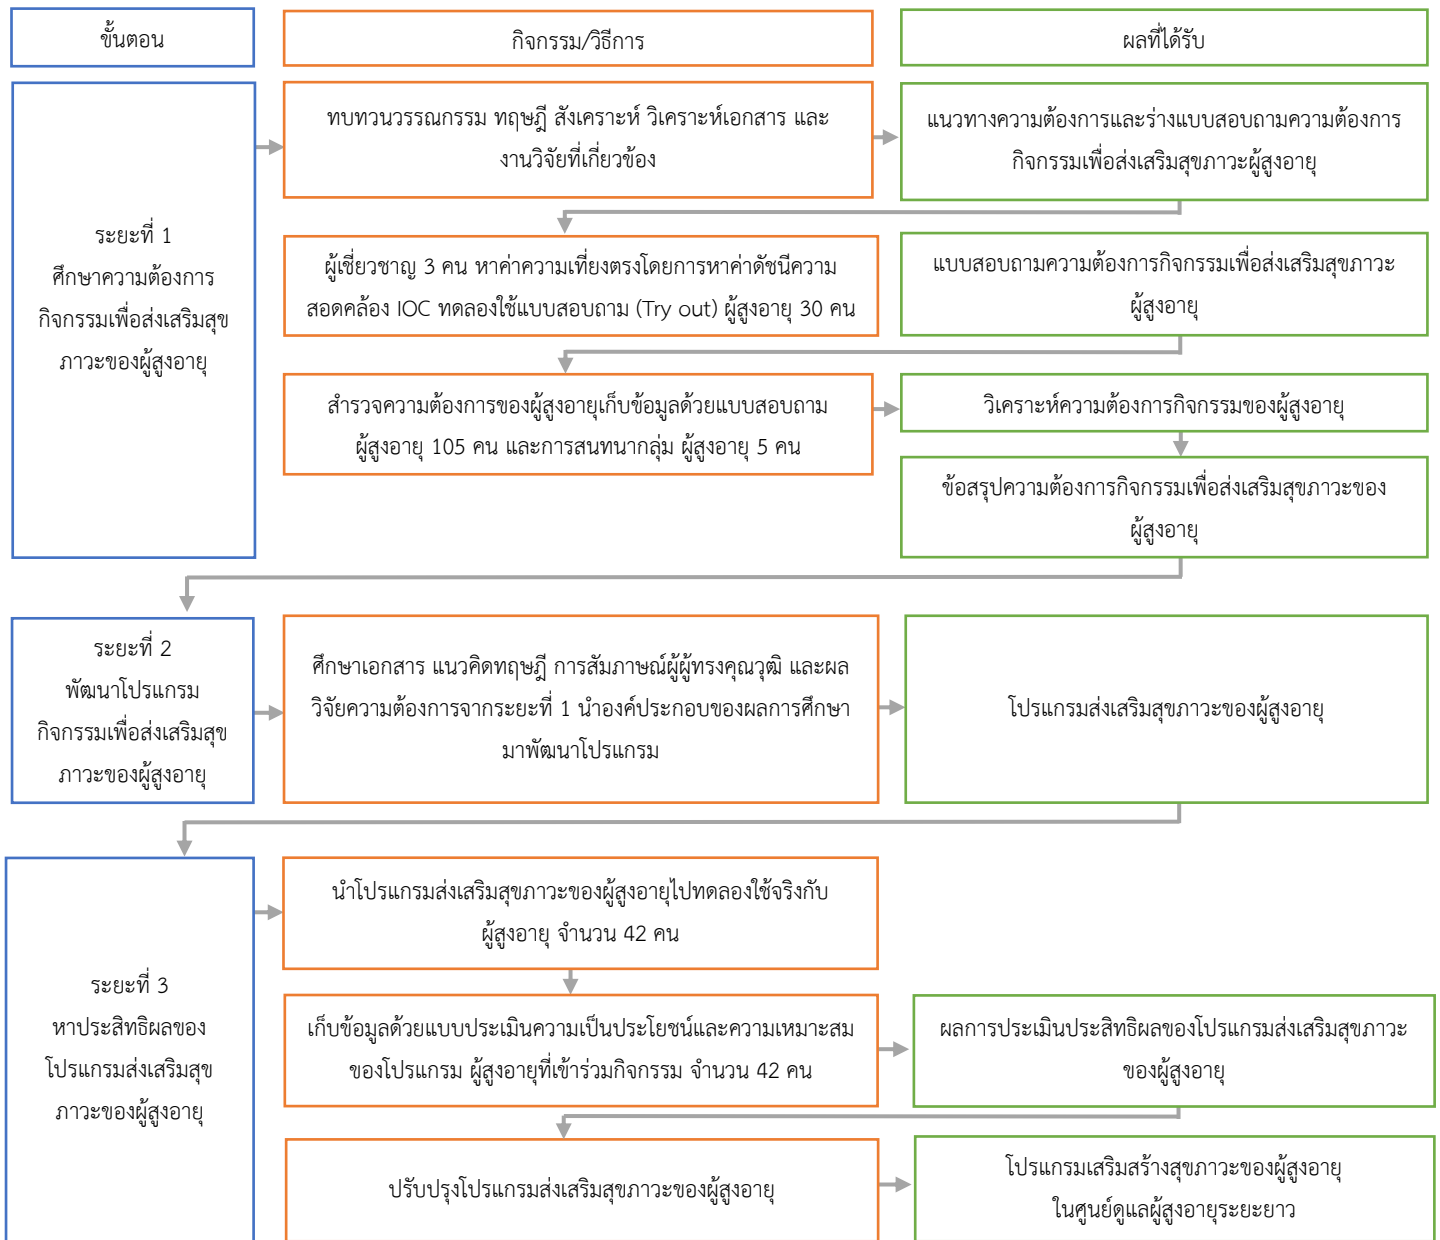 ขั้นตอน
กิจกรรม/วิธีการ
ผลที่ได้รับ
ระยะที่ 1
ศึกษาความต้องการ
กิจกรรมเพื่อส่งเสริมสุข
ภาวะของผู้สูงอายุ
ทบทวนวรรณกรรม ทฤษฎี สังเคราะห์ วิเคราะห์เอกสาร และ
งานวิจัยที่เกี่ยวข้อง
แนวทางความต้องการและร่างแบบสอบถามความต้องการ
กิจกรรมเพื่อส่งเสริมสุขภาวะผู้สูงอายุ
ผู้เชี่ยวชาญ 3 คน หาค่าความเที่ยงตรงโดยการหาค่าดัชนีความ
สอดคล้อง IOC ทดลองใช้แบบสอบถาม (Try out) ผู้สูงอายุ 30 คน
แบบสอบถามความต้องการกิจกรรมเพื่อส่งเสริมสุขภาวะ
ผู้สูงอายุ
สำรวจความต้องการของผู้สูงอายุเก็บข้อมูลด้วยแบบสอบถาม
ผู้สูงอายุ 105 คน และการสนทนากลุ่ม ผู้สูงอายุ 5 คน
วิเคราะห์ความต้องการกิจกรรมของผู้สูงอายุ
ข้อสรุปความต้องการกิจกรรมเพื่อส่งเสริมสุขภาวะของ
ผู้สูงอายุ
ระยะที่ 2
พัฒนาโปรแกรม
กิจกรรมเพื่อส่งเสริมสุข
ภาวะของผู้สูงอายุ
ศึกษาเอกสาร แนวคิดทฤษฎี การสัมภาษณ์ผู้ผู้ทรงคุณวุฒิ และผล
วิจัยความต้องการจากระยะที่ 1 นำองค์ประกอบของผลการศึกษา
มาพัฒนาโปรแกรม
โปรแกรมส่งเสริมสุขภาวะของผู้สูงอายุ
ระยะที่ 3
หาประสิทธิผลของ
โปรแกรมส่งเสริมสุข
ภาวะของผู้สูงอายุ
นำโปรแกรมส่งเสริมสุขภาวะของผู้สูงอายุไปทดลองใช้จริงกับ
ผู้สูงอายุ จำนวน 42 คน
เก็บข้อมูลด้วยแบบประเมินความเป็นประโยชน์และความเหมาะสม
ของโปรแกรม ผู้สูงอายุที่เข้าร่วมกิจกรรม จำนวน 42 คน
ผลการประเมินประสิทธิผลของโปรแกรมส่งเสริมสุขภาวะ
ของผู้สูงอายุ
ปรับปรุงโปรแกรมส่งเสริมสุขภาวะของผู้สูงอายุ
โปรแกรมเสริมสร้างสุขภาวะของผู้สูงอายุ
ในศูนย์ดูแลผู้สูงอายุระยะยาว